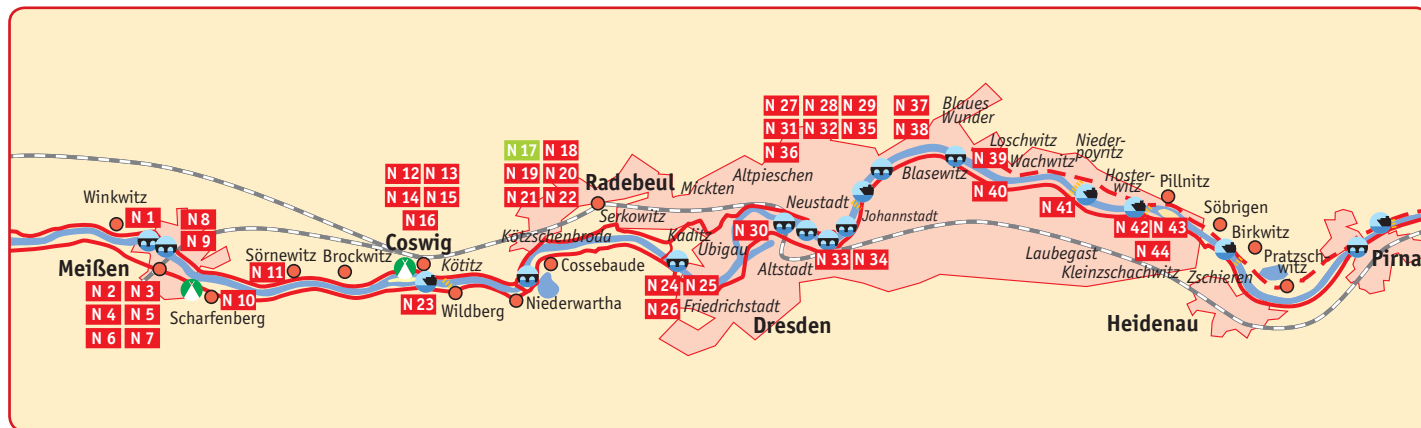 Winkwitz
N 1
N 8
N 9
Meißen
N 2 N 3
N 4 N 5
N 6 N 7
Scharfenberg
N 10
N 11
Sörnewitz
Brockwitz
N 12 N 13
N 14 N 15
N 16
Coswig
Kötitz
N 23
Wildberg
Niederwartha
Cossebaude
Kötzschenbroda
N 17 N 18
N 19 N 20
N 21 N 22
Radebeul
Serkowitz
Mickten
Kaditz
Übigau
N 24 N 25
N 26
Friedrichstadt
Altpieschen
Neustadt
N 30
Altstadt
Dresden
N 27 N 28 N 29
N 31 N 32 N 35
N 36
N 33 N 34
Johannstadt
N 37
N 38
Blaues
Wunder
Blasewitz
N 39
N 40
Loschwitz
Wachwitz
Nieder-
poyritz
Hoster-
witz
N 41
N 42 N 43
N 44
Laubegast
Kleinzschachwitz
Pillnitz
Söbrigen
Birkwitz
Pratzsch-
witz
Zschieren
Heidenau
Pirna